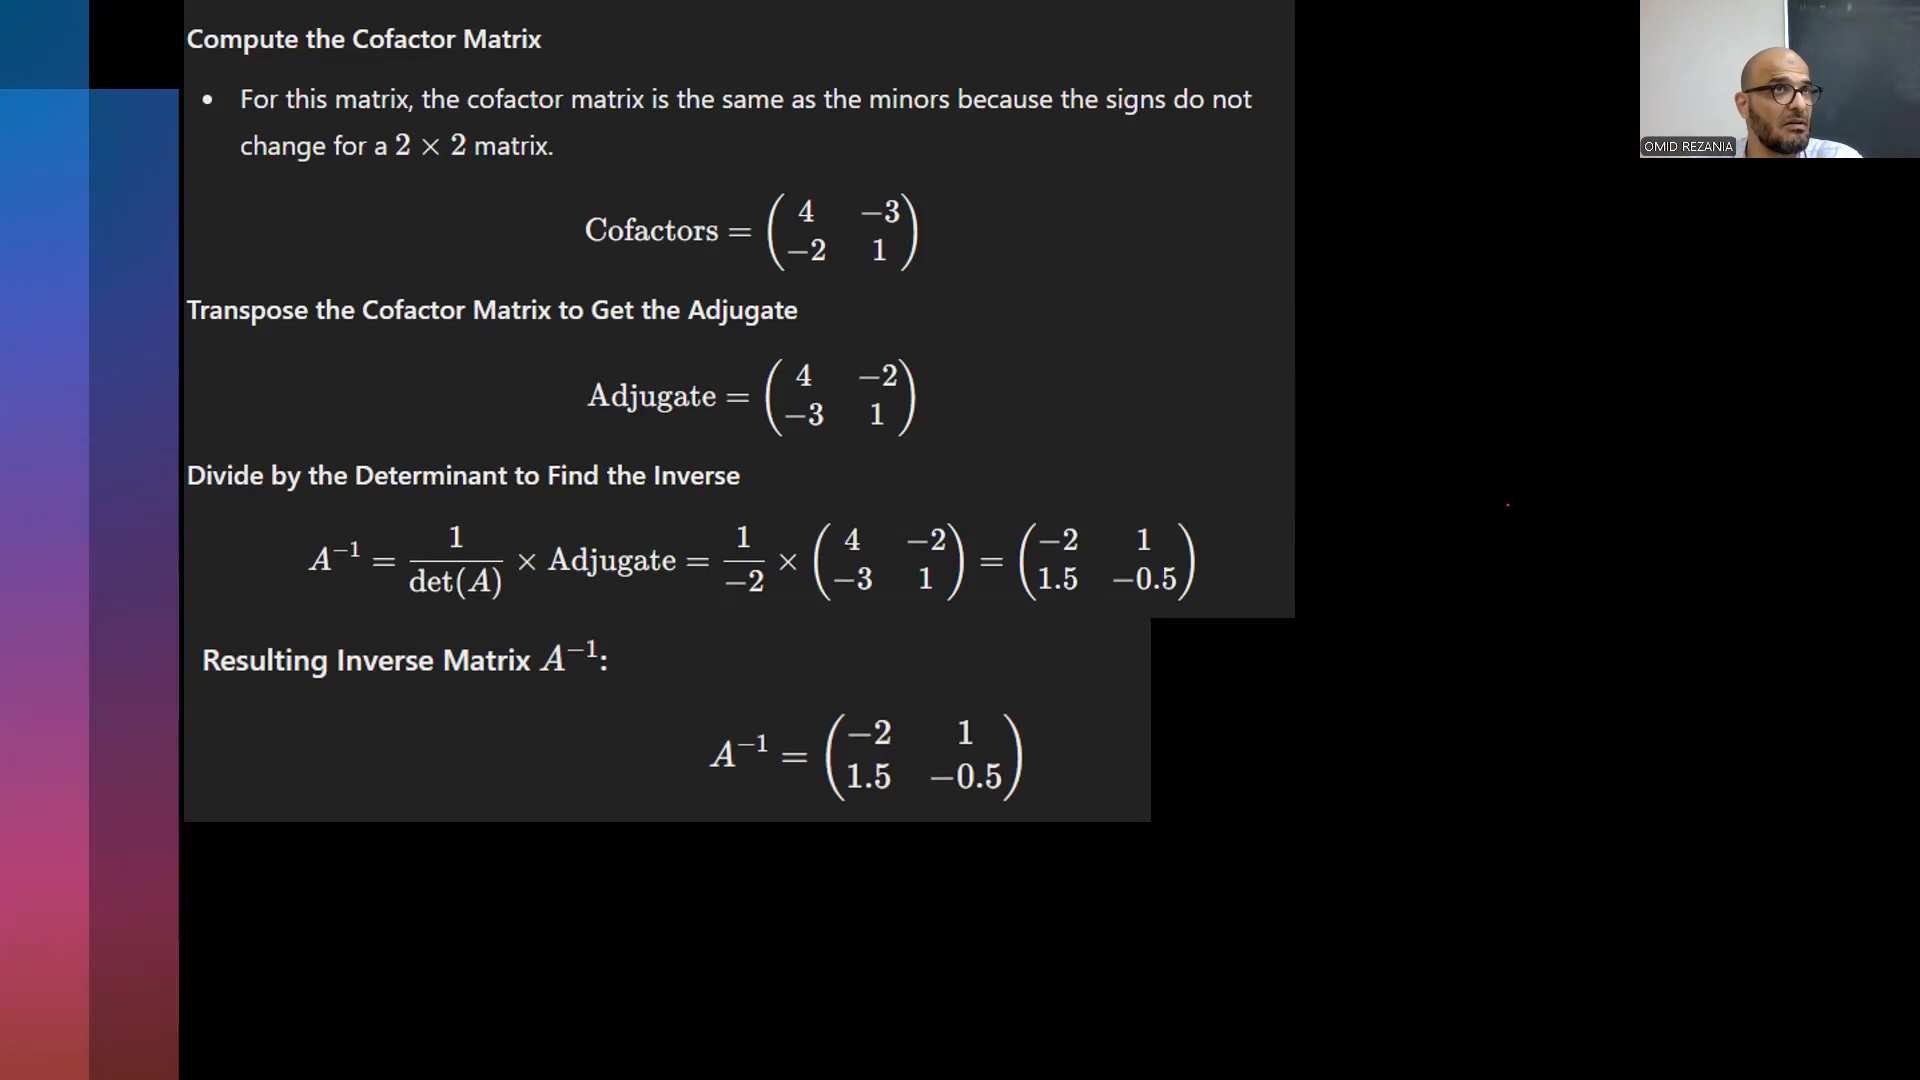 Compute the Cofactor Matrix
• For this matrix, the cofactor matrix is the same as the minors because the signs do not
change for a 2 × 2 matrix.
Cofactors = ( 4 −3
−2 1 )
Transpose the Cofactor Matrix to Get the Adjugate
Adjugate = ( 4 −2
−3 1 )
Divide by the Determinant to Find the Inverse
A⁻¹ = 1/det(A) × Adjugate = 1/−2 × ( 4 −2 ; −3 1 ) = ( −2 1 ; 1.5 −0.5 )
Resulting Inverse Matrix A⁻¹:
A⁻¹ = ( −2 1
1.5 −0.5 )
OMID REZANIA